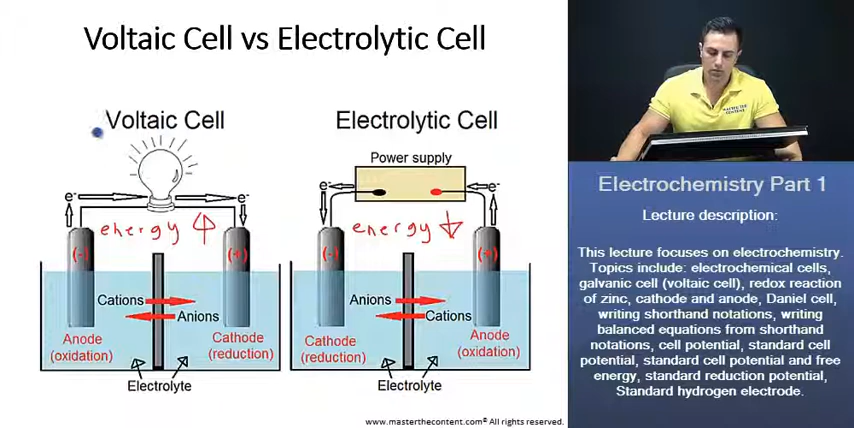 Voltaic Cell vs Electrolytic Cell
Voltaic Cell
e-
e-
energy
(-)
(+)
Cations
Anions
Anode
(oxidation)
Cathode
(reduction)
Electrolyte
Electrolytic Cell
Power supply
e-
e-
energy
(-)
(+)
Anions
Cations
Cathode
(reduction)
Anode
(oxidation)
Electrolyte
www.masterthecontent.com© All rights reserved.
MASTER THE
CONTENT
Electrochemistry Part 1
Lecture description:
This lecture focuses on electrochemistry.
Topics include: electrochemical cells,
galvanic cell (voltaic cell), redox reaction
of zinc, cathode and anode, Daniel cell,
writing shorthand notations, writing
balanced equations from shorthand
notations, cell potential, standard cell
potential, standard cell potential and free
energy, standard reduction potential,
Standard hydrogen electrode.